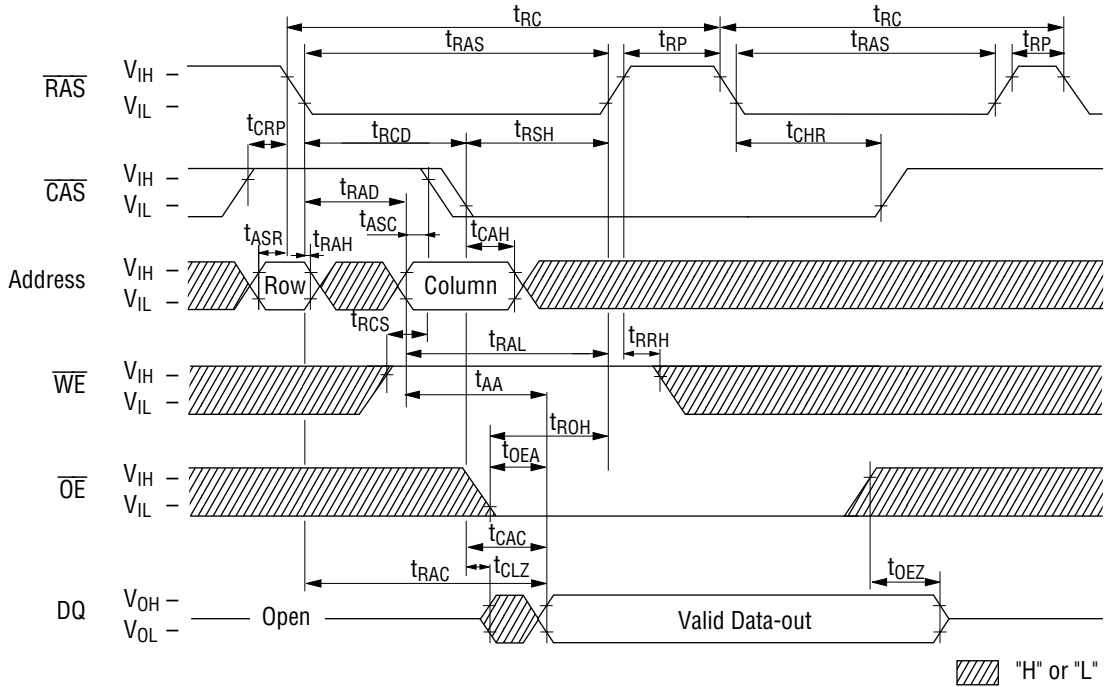 tRC tRC
tRAS tRP tRAS tRP
RAS VIH –
VIL –
tCRP tRCD tRSH tCHR
CAS VIH –
VIL –
tRAD
tASC
tCAH
tASR tRAH
Address VIH –
VIL –
Row Column
tRCS tRAL tRRH
WE VIH –
VIL –
tAA
tROH
tOEA
OE VIH –
VIL –
tCAC
tRAC tCLZ tOEZ
DQ VOH –
VOL –
Open Valid Data-out
"H" or "L"